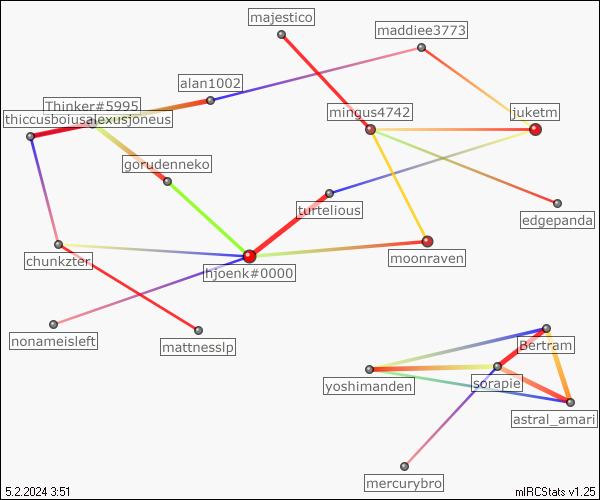 majestico
maddiee3773
alan1002
Thinker#5995
mingus4742
juketm
thiccusboiusalexusjoneus
gorudenneko
turtelious
edgepanda
chunkzter
hjoenk#0000
moonraven
nonameisleft
mattnesslp
Bertram
yoshimanden
sorapie
astral_amari
mercurybro
5.2.2024 3:51
mIRCStats v1.25